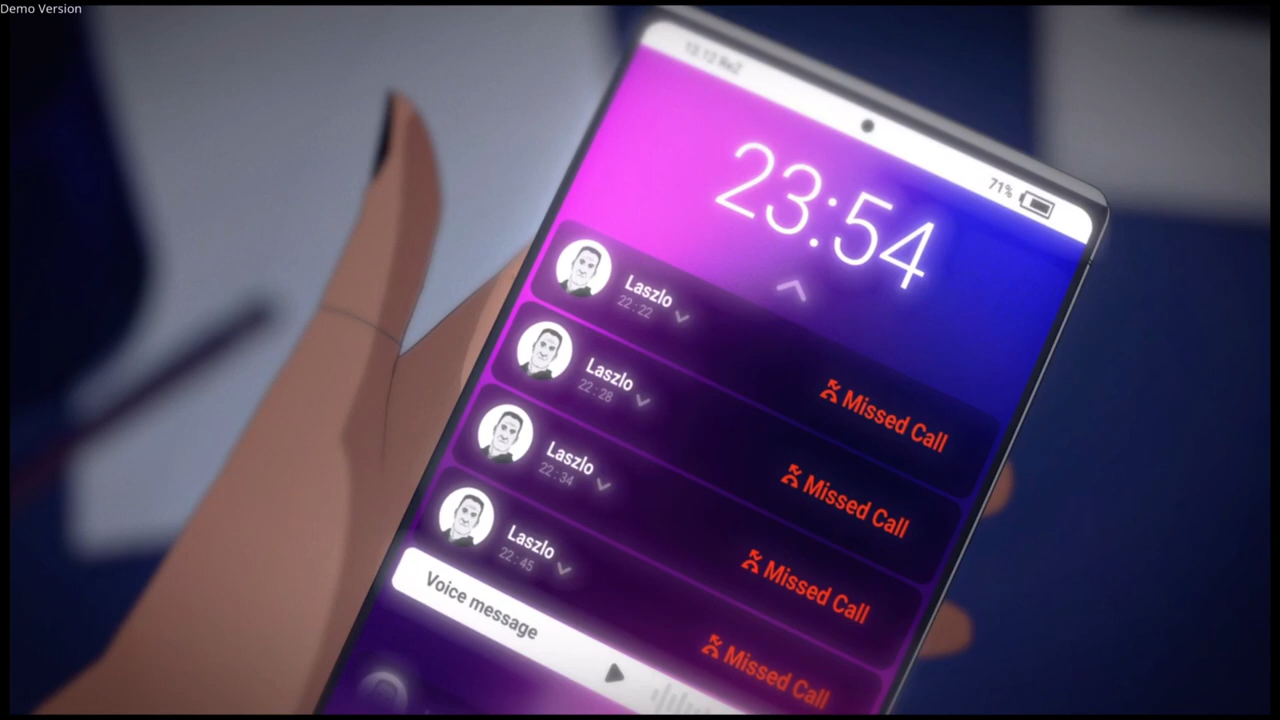 Demo Version
71%
23:54
Laszlo
22:22
Missed Call
Laszlo
22:28
Missed Call
Laszlo
22:34
Missed Call
Laszlo
22:45
Missed Call
Voice message